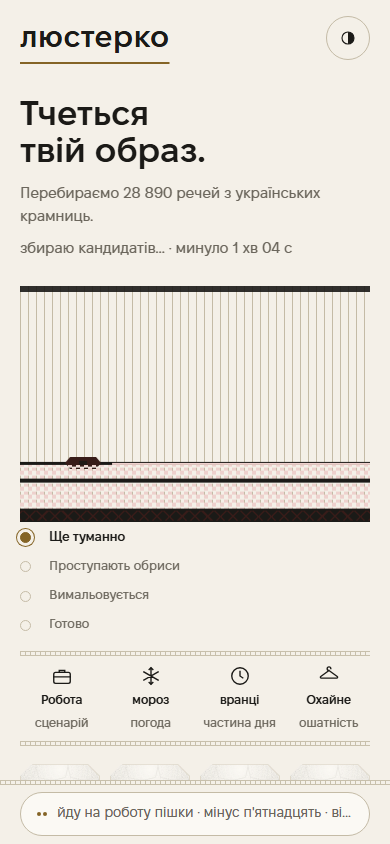 люстерко
Тчеться
твій образ.
Перебираємо 28 890 речей з українських
крамниць.
збираю кандидатів... · минуло 1 хв 04 с
Ще туманно
Проступають обриси
Вимальовується
Готово
Робота мороз вранці Охайне
сценарій погода частина дня ошатність
йду на роботу пішки · мінус п'ятнадцять · ві...